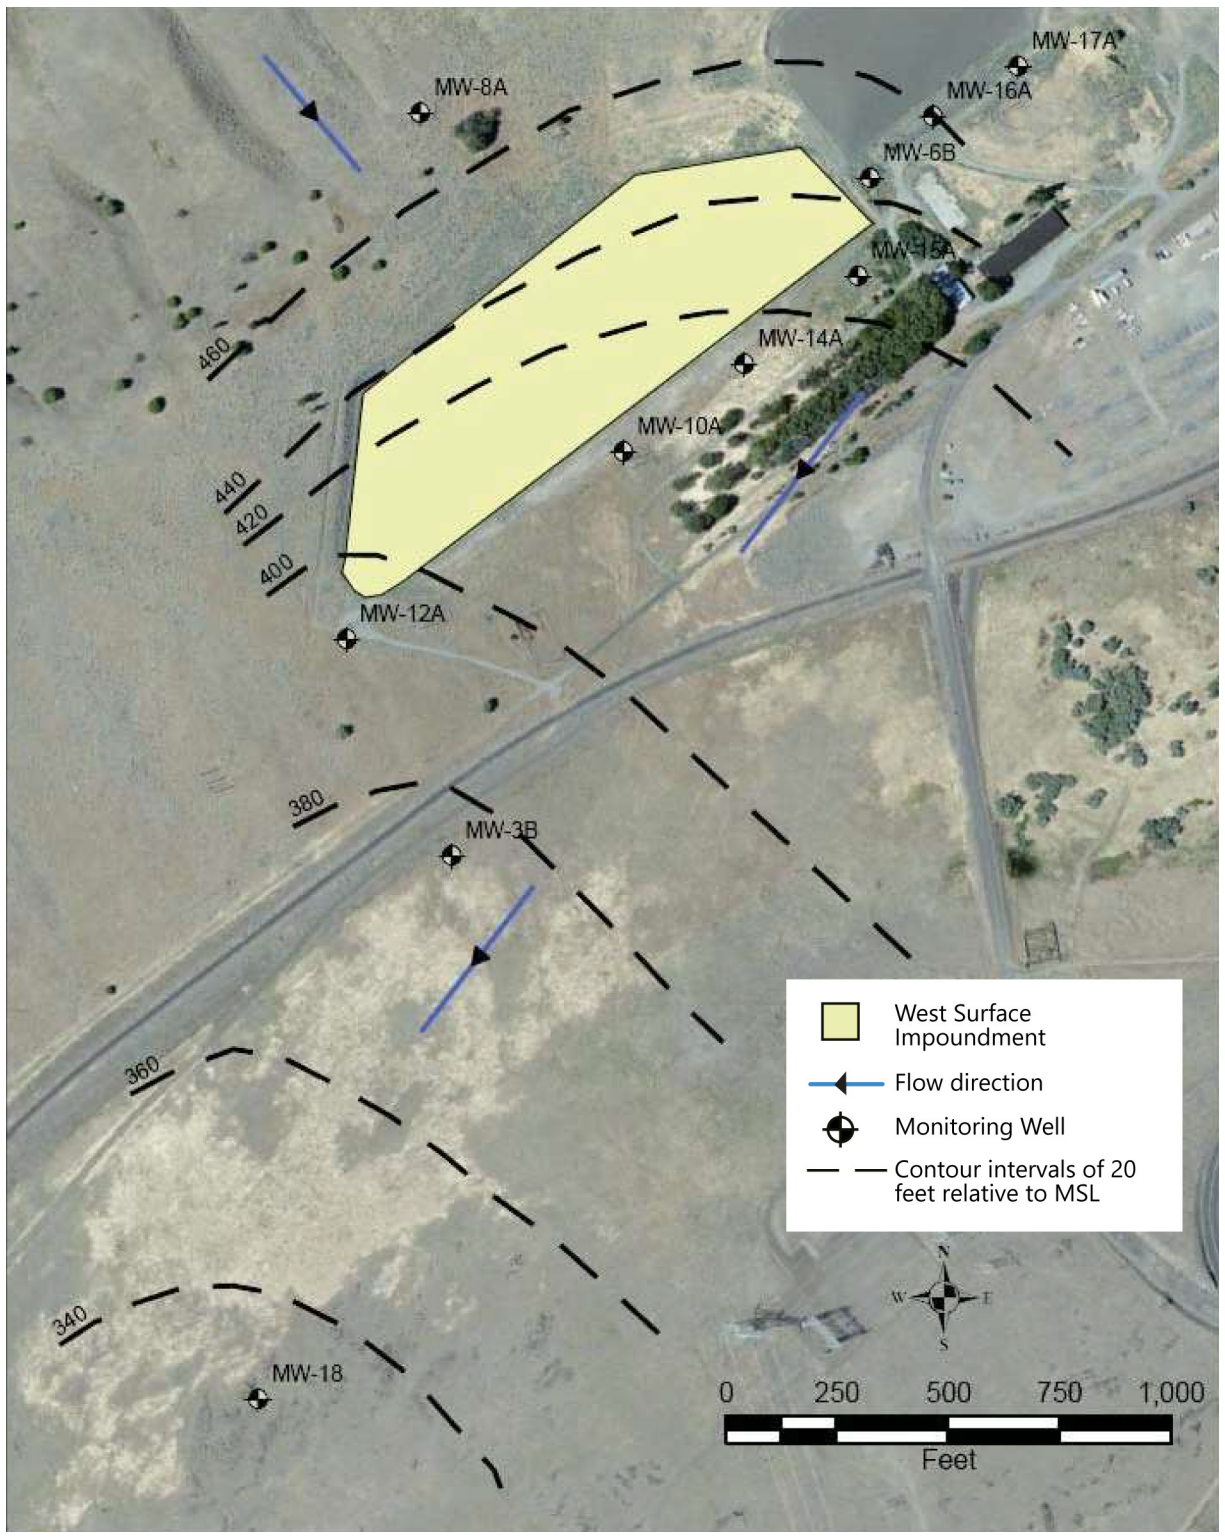 MW-17A
MW-8A
MW-16A
MW-6B
MW-15A
460
MW-14A
MW-10A
440
420
400
MW-12A
380
MW-3B
West Surface
Impoundment
360
Flow direction
Monitoring Well
Contour intervals of 20
feet relative to MSL
N
W E
S
340
MW-18
0 250 500 750 1,000
Feet